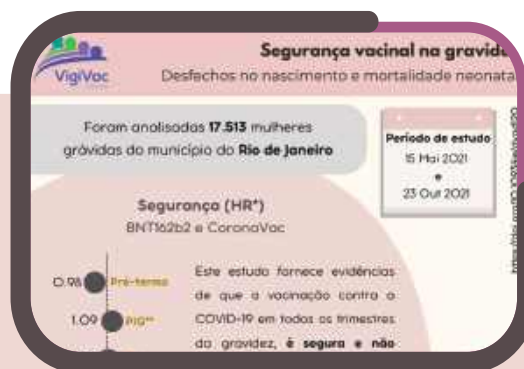 VigiVac
Segurança vacinal na gravide
Desfechos no nascimento e mortalidade neonata
Foram analisadas 17.513 mulheres
grávidas do município do Rio de Janeiro
Período de estudo
15 Mai 2021
e
23 Out 2021
Segurança (HR*)
BNT162b2 e CoronaVac
0.98 Pré-termo
1.09 PIG**
Este estudo fornece evidências
de que a vacinação contra a
COVID-19 em todos os trimestres
da gravidez, é segura e não